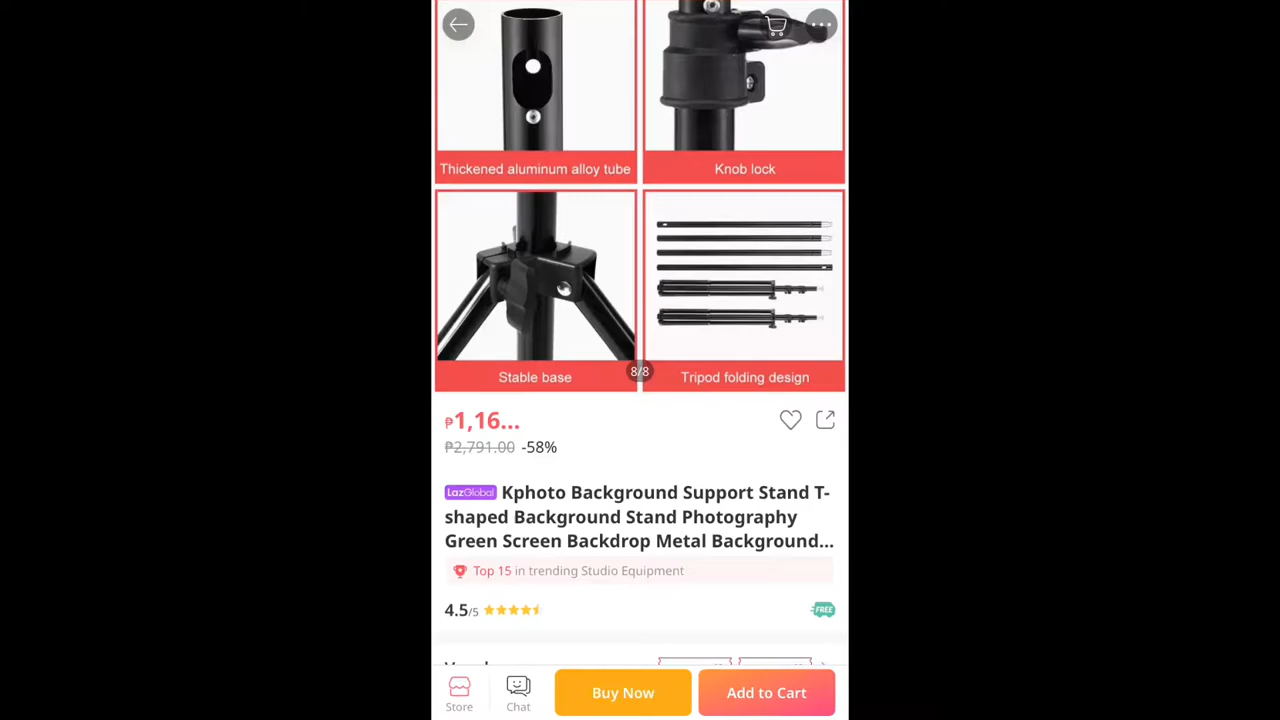 Thickened aluminum alloy tube
Knob lock
Stable base
8/8
Tripod folding design
₱1,16...
₱2,791.00 -58%
LazGlobal Kphoto Background Support Stand T-
shaped Background Stand Photography
Green Screen Backdrop Metal Background...
Top 15 in trending Studio Equipment
4.5/5
FREE
Store
Chat
Buy Now
Add to Cart